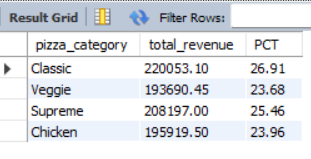 Result Grid Filter Rows:
pizza_category total_revenue PCT
Classic 220053.10 26.91
Veggie 193690.45 23.68
Supreme 208197.00 25.46
Chicken 195919.50 23.96